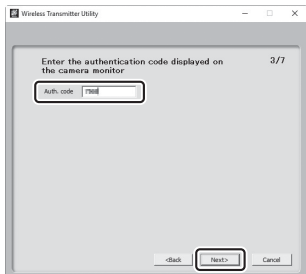 Wireless Transmitter Utility
Enter the authentication code displayed on
the camera monitor
3/7
Auth. code
<Back
Next>
Cancel